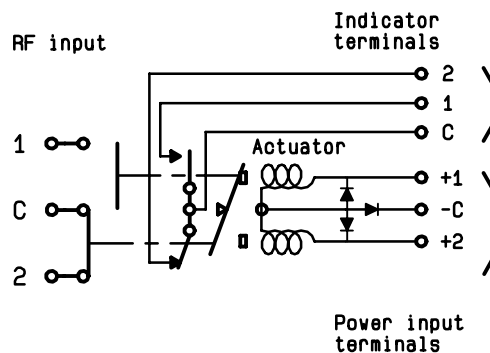 Indicator
terminals
RF input
2
1
C
Actuator
1
+1
C
-C
+2
2
Power input
terminals